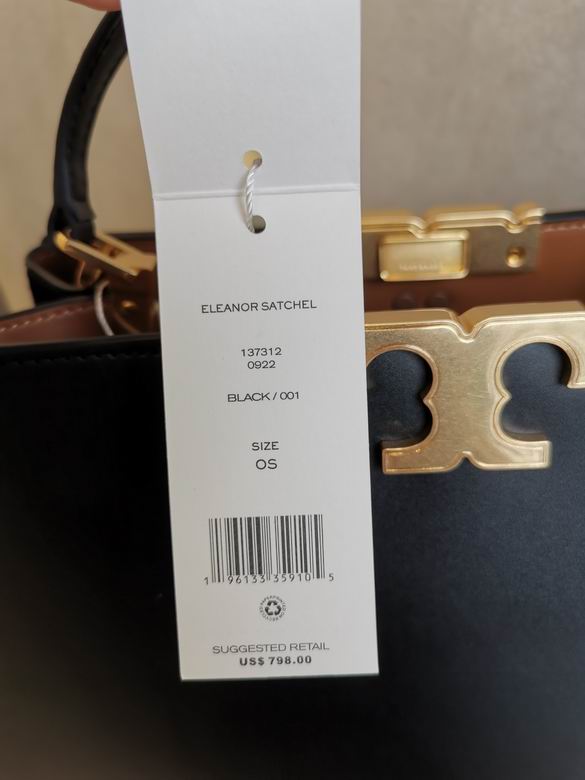 ELEANOR SATCHEL
137312
0922
BLACK / 001
SIZE
OS
1 96133 35910 5
SUGGESTED RETAIL
US$ 798.00